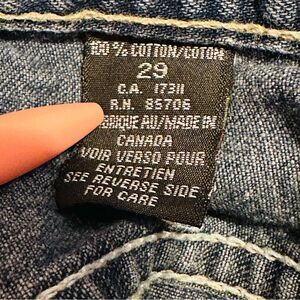 100 % COTTON/COTON
29
C.A. 17311
R.N. 85706
BRIQUE AU/MADE IN
CANADA
VOIR VERSO POUR
ENTRETIEN
SEE REVERSE SIDE
FOR CARE